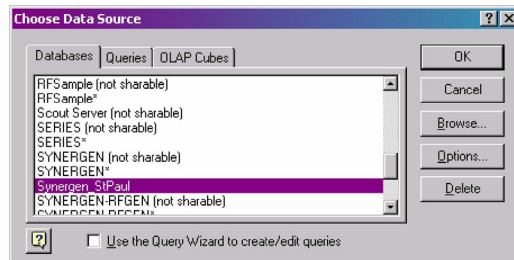 Choose Data Source
Databases
Queries
OLAP Cubes
RFSample (not sharable)
RFSample*
Scout Server (not sharable)
SERIES (not sharable)
SERIES*
SYNERGEN (not sharable)
SYNERGEN*
Synergen_StPaul
SYNERGEN-RFGEN (not sharable)
SYNERGEN-RFGEN*
OK
Cancel
Browse...
Options...
Delete
Use the Query Wizard to create/edit queries